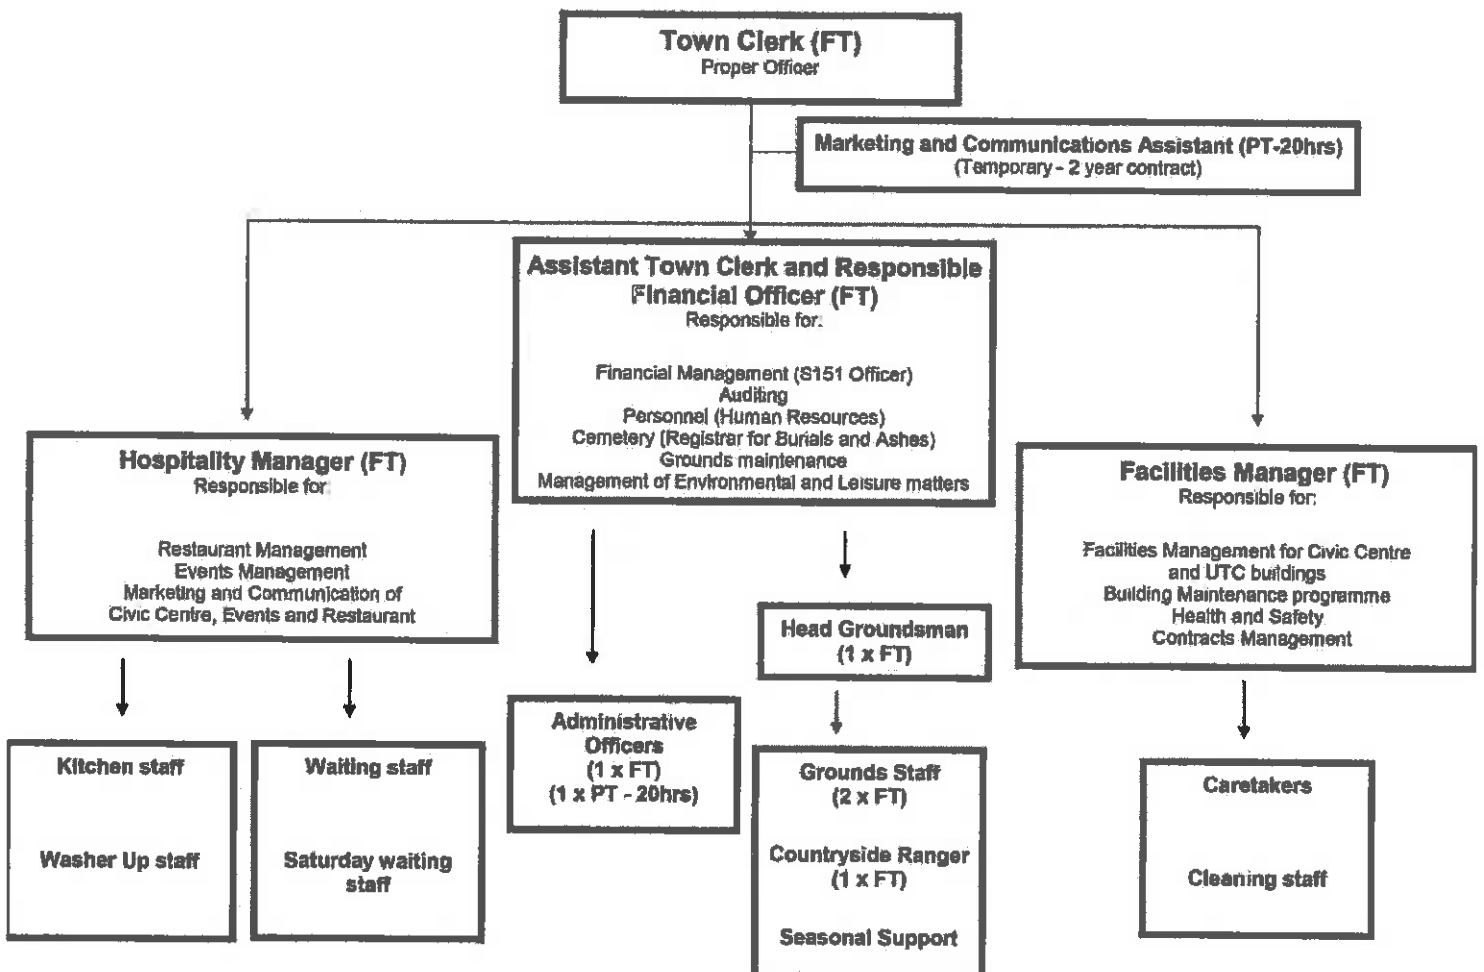 Town Clerk (FT)
Proper Officer
Marketing and Communications Assistant (PT-20hrs)
(Temporary - 2 year contract)
Assistant Town Clerk and Responsible
Financial Officer (FT)
Responsible for:
Financial Management (S151 Officer)
Auditing
Personnel (Human Resources)
Cemetery (Registrar for Burials and Ashes)
Grounds maintenance
Management of Environmental and Leisure matters
Hospitality Manager (FT)
Responsible for:
Restaurant Management
Events Management
Marketing and Communication of
Civic Centre, Events and Restaurant
Facilities Manager (FT)
Responsible for:
Facilities Management for Civic Centre
and UTC buildings
Building Maintenance programme
Health and Safety
Contracts Management
Head Groundsman
(1 x FT)
Kitchen staff
Washer Up staff
Waiting staff
Saturday waiting
staff
Administrative
Officers
(1 x FT)
(1 x PT - 20hrs)
Grounds Staff
(2 x FT)
Countryside Ranger
(1 x FT)
Seasonal Support
Caretakers
Cleaning staff